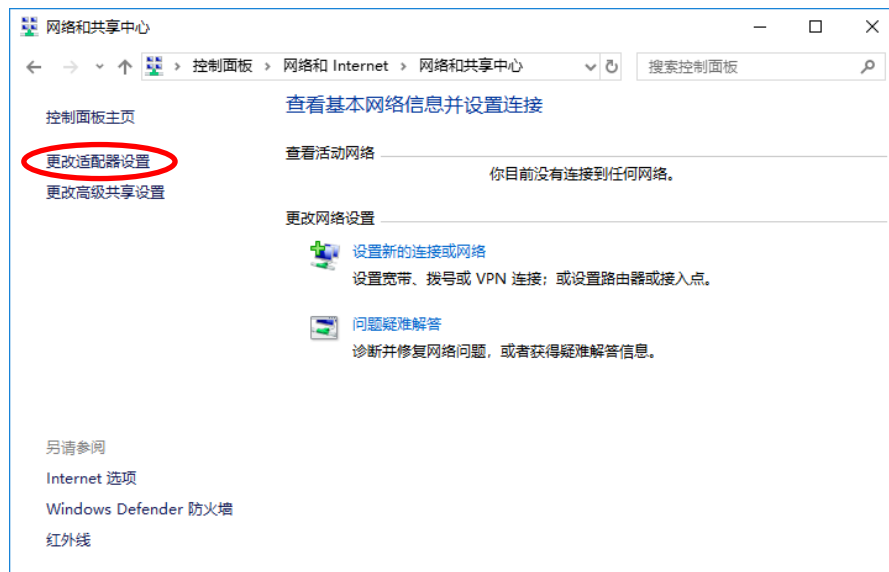 网络和共享中心
控制面板 › 网络和 Internet › 网络和共享中心
搜索控制面板
控制面板主页
更改适配器设置
更改高级共享设置
查看基本网络信息并设置连接
查看活动网络
你目前没有连接到任何网络。
更改网络设置
设置新的连接或网络
设置宽带、拨号或 VPN 连接；或设置路由器或接入点。
问题疑难解答
诊断并修复网络问题，或者获得疑难解答信息。
另请参阅
Internet 选项
Windows Defender 防火墙
红外线